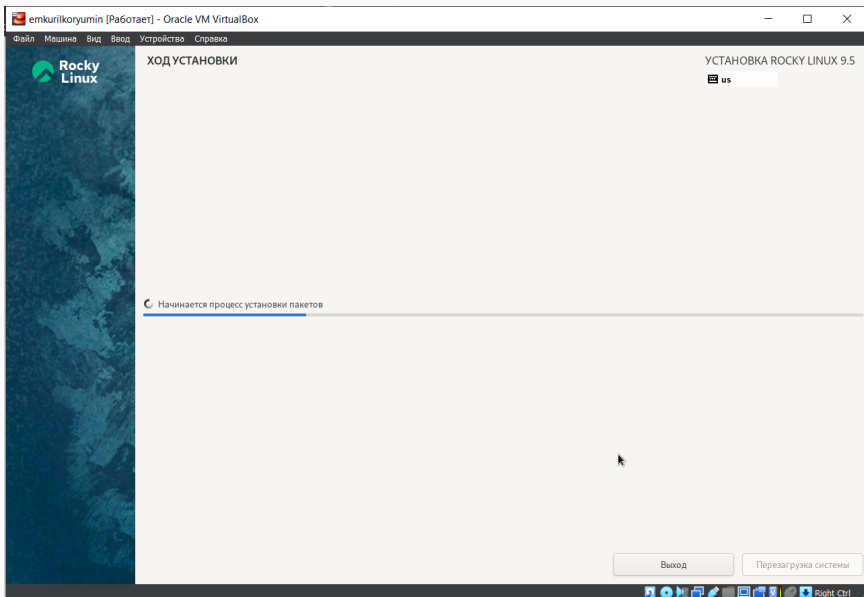 emkurilkoryumin [Работает] - Oracle VM VirtualBox
Файл Машина Вид Ввод Устройства Справка
Rocky
Linux
ХОД УСТАНОВКИ
УСТАНОВКА ROCKY LINUX 9.5
us
Начинается процесс установки пакетов
Выход
Перезагрузка системы
Right Ctrl